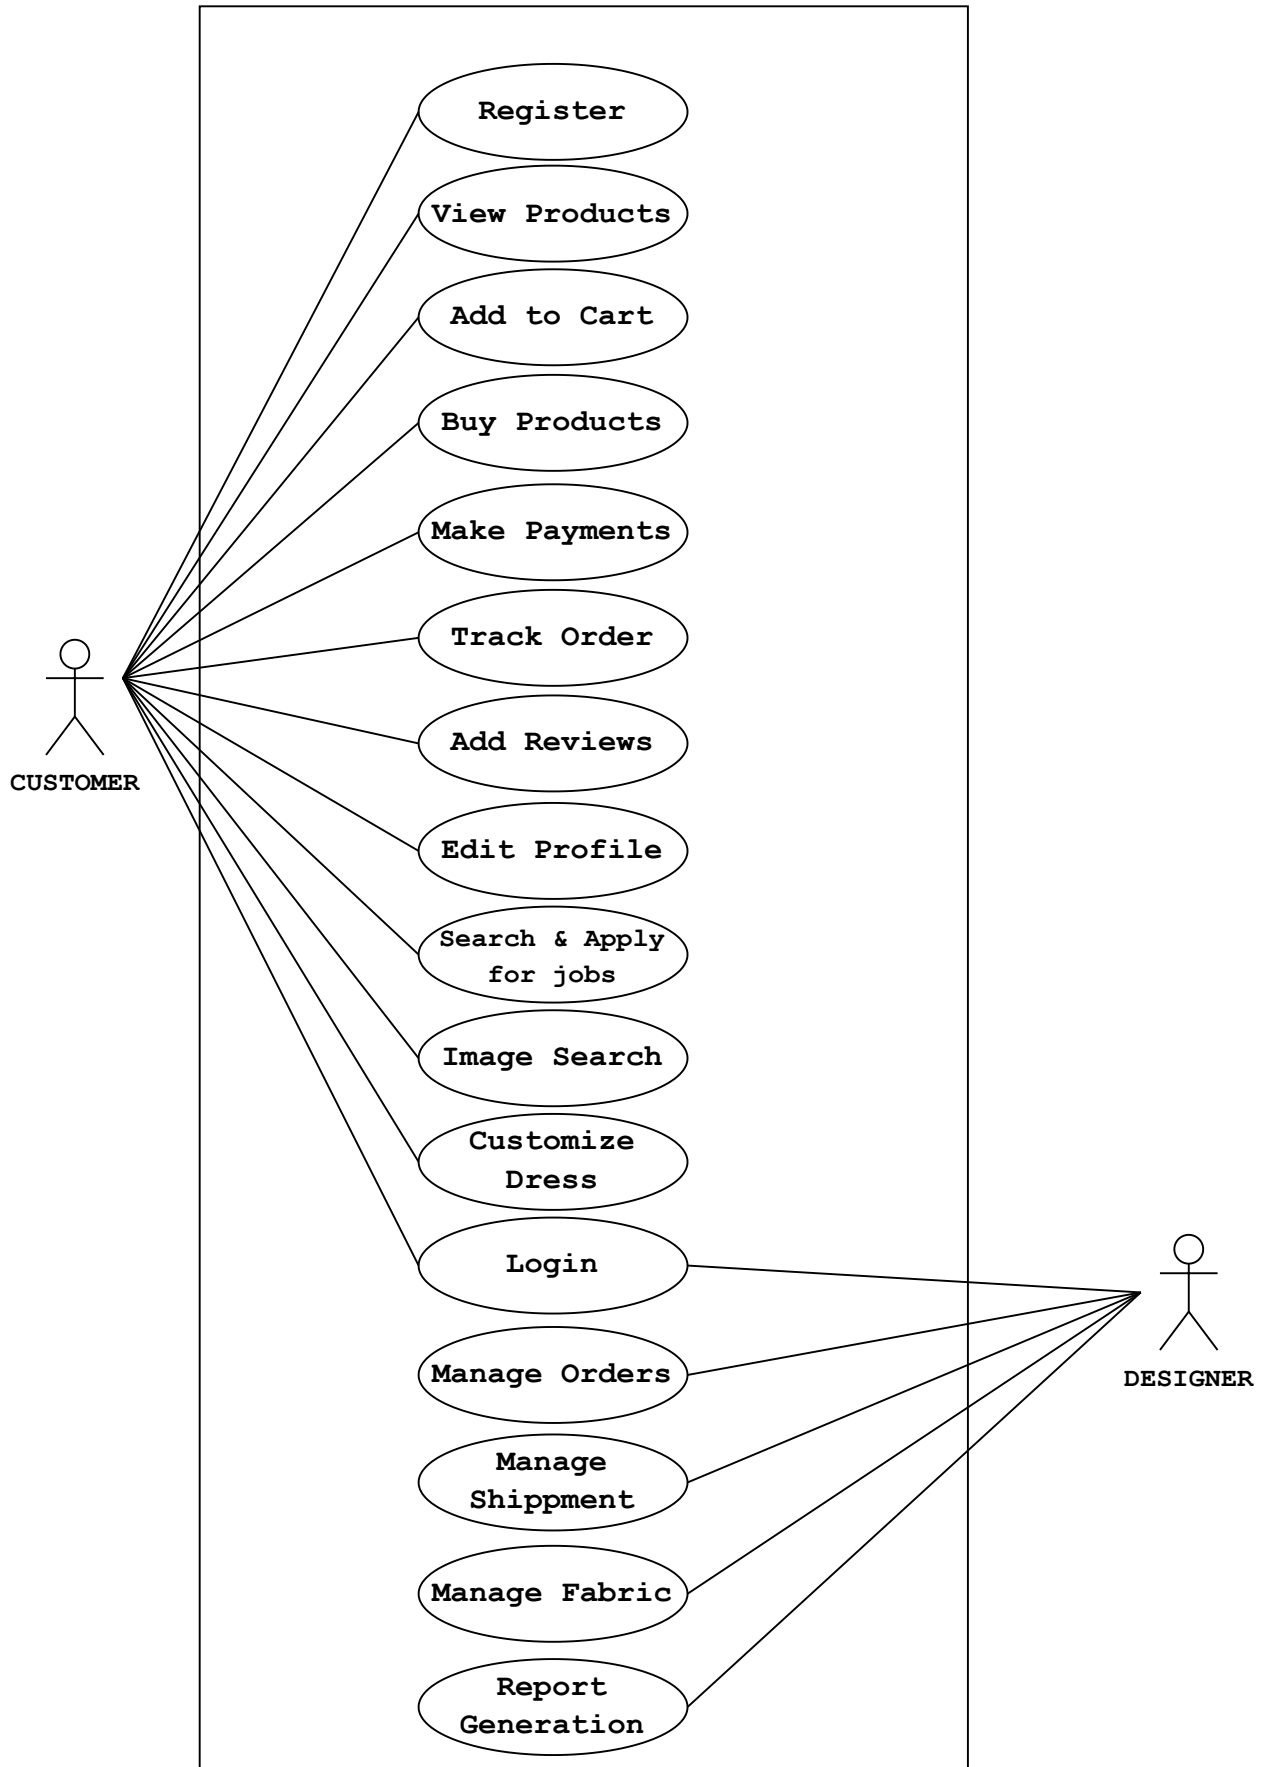 Register
View Products
Add to Cart
Buy Products
Make Payments
Track Order
Add Reviews
CUSTOMER
Edit Profile
Search & Apply
for jobs
Image Search
Customize
Dress
Login
Manage Orders
DESIGNER
Manage
Shippment
Manage Fabric
Report
Generation